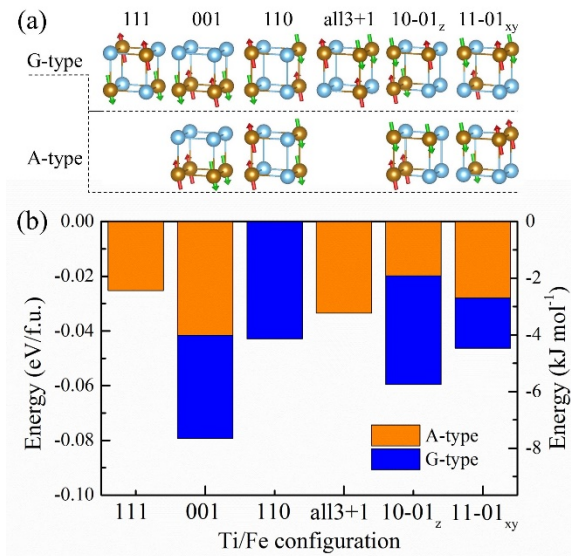 (a) 111 001 110 all3+1 10-01z 11-01xy
G-type
A-type
(b)
0.00 0
-0.02 -2
-0.04 -4
-0.06 -6
-0.08 -8
-0.10
Energy (eV/f.u.)
Energy (kJ mol⁻¹)
A-type
G-type
111 001 110 all3+1 10-01z 11-01xy
Ti/Fe configuration